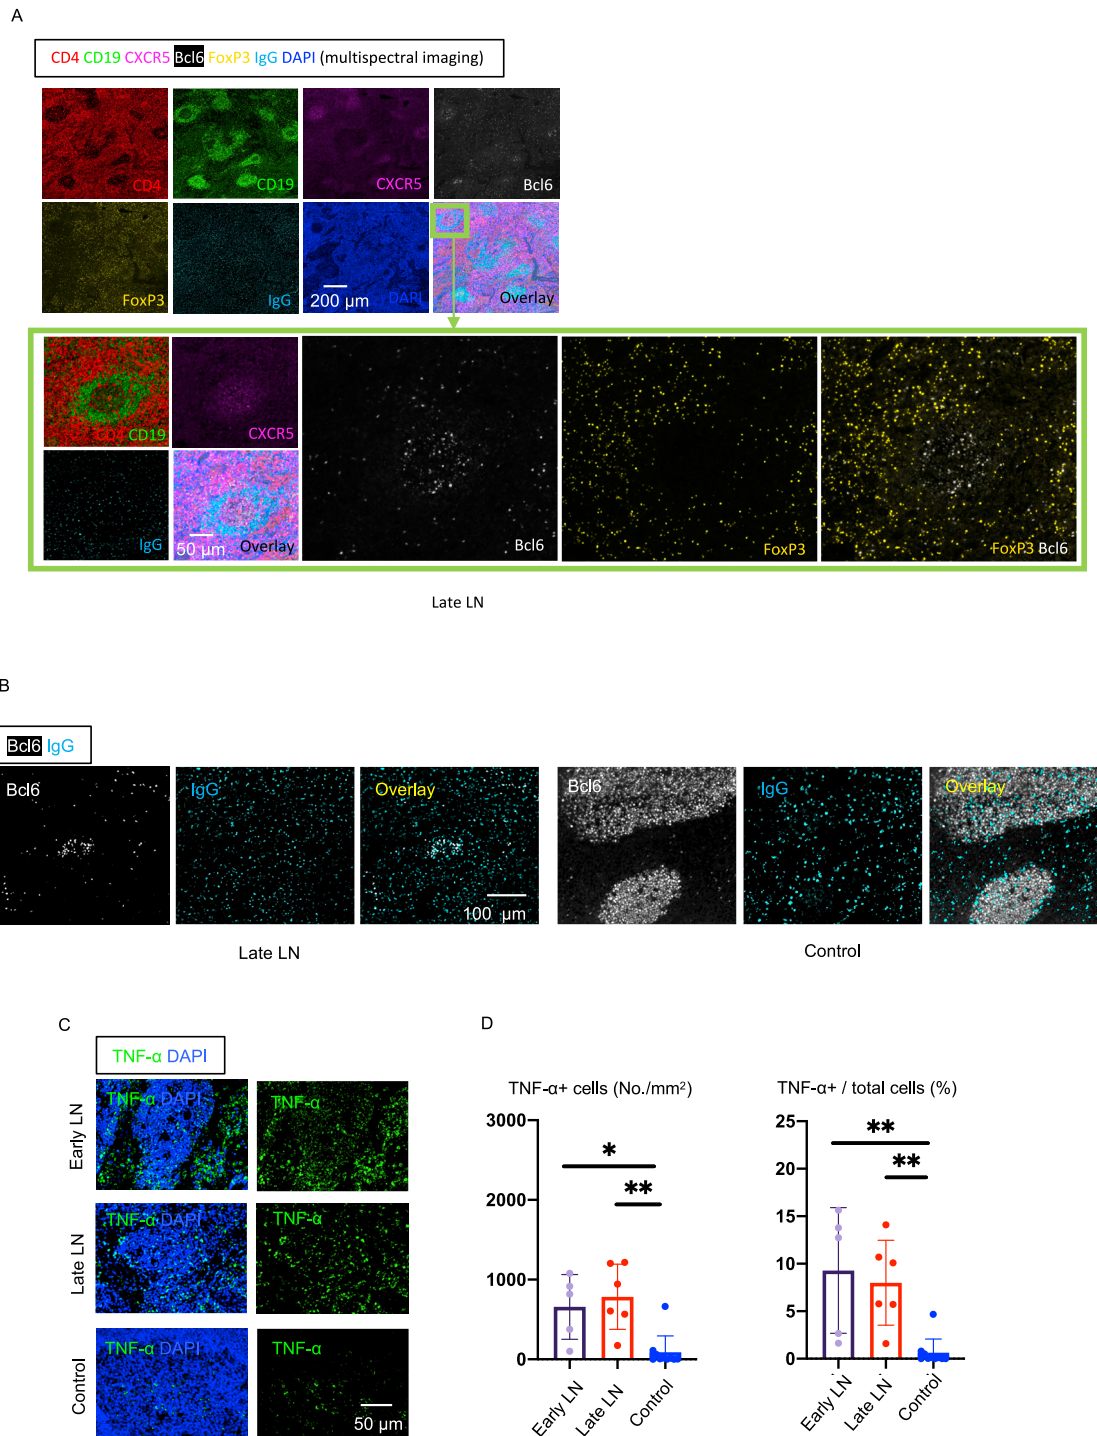 A
CD4 CD19 CXCR5 Bcl6 FoxP3 IgG DAPI (multispectral imaging)
CD4
CD19
CXCR5
Bcl6
FoxP3
IgG
200 μm
DAPI
Overlay
CD4 CD19
CXCR5
IgG
50 μm
Overlay
Bcl6
FoxP3
FoxP3 Bcl6
Late LN
B
Bcl6 IgG
Bcl6
IgG
Overlay
100 μm
Bcl6
IgG
Overlay
Late LN
Control
C
TNF-α DAPI
Early LN
TNF-α DAPI
TNF-α
Late LN
TNF-α DAPI
TNF-α
Control
TNF-α DAPI
TNF-α
50 μm
D
TNF-α+ cells (No./mm²)
3000
2000
1000
0
*
**
Early LN
Late LN
Control
TNF-α+ / total cells (%)
25
20
15
10
5
0
**
**
Early LN
Late LN
Control